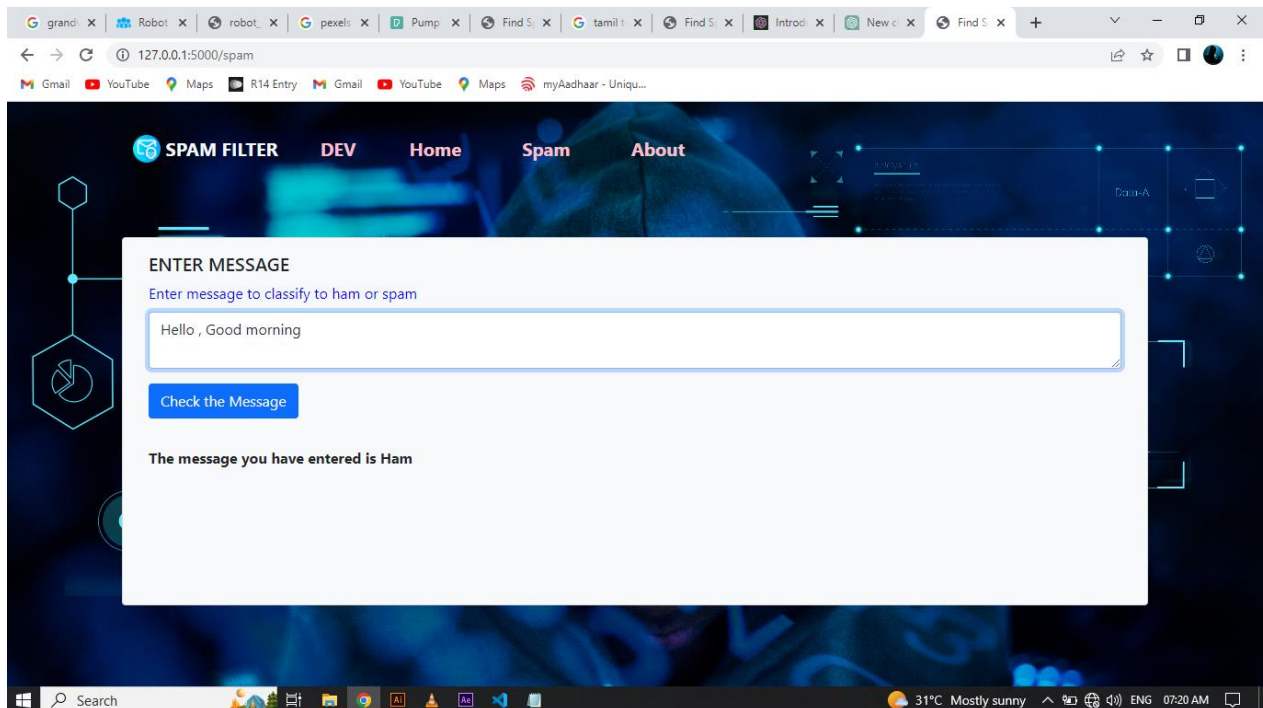 grand Robot robot_ pexels Pump Find S tamil t Find S Introd New c Find S
127.0.0.1:5000/spam
Gmail YouTube Maps R14 Entry Gmail YouTube Maps myAadhaar - Uniqu...
SPAM FILTER DEV Home Spam About
Data-A
ENTER MESSAGE
Enter message to classify to ham or spam
Hello , Good morning
Check the Message
The message you have entered is Ham
Search Ai Ae 31°C Mostly sunny ENG 07:20 AM